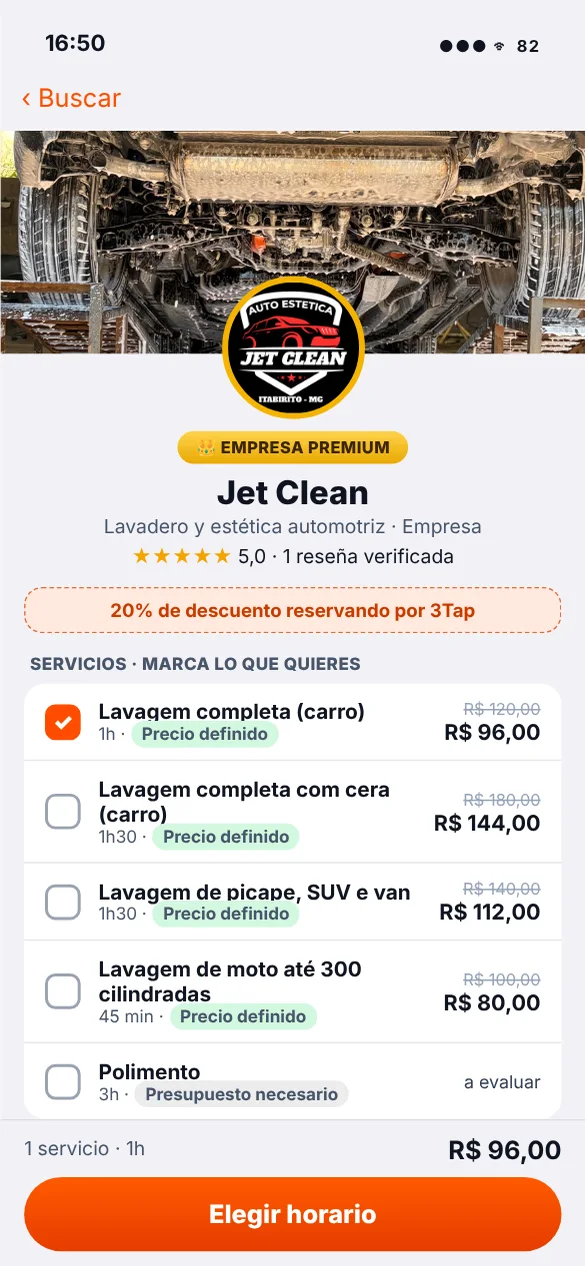 16:50
82
‹ Buscar
AUTO ESTETICA
JET CLEAN
ITABIRITO - MG
👑 EMPRESA PREMIUM
Jet Clean
Lavadero y estética automotriz · Empresa
★★★★★ 5,0 · 1 reseña verificada
20% de descuento reservando por 3Tap
SERVICIOS · MARCA LO QUE QUIERES
Lavagem completa (carro)
R$ 120,00
1h · Precio definido
R$ 96,00
Lavagem completa com cera
(carro)
R$ 180,00
1h30 · Precio definido
R$ 144,00
Lavagem de picape, SUV e van
R$ 140,00
1h30 · Precio definido
R$ 112,00
Lavagem de moto até 300
cilindradas
R$ 100,00
45 min · Precio definido
R$ 80,00
Polimento
3h · Presupuesto necesario
a evaluar
1 servicio · 1h
R$ 96,00
Elegir horario